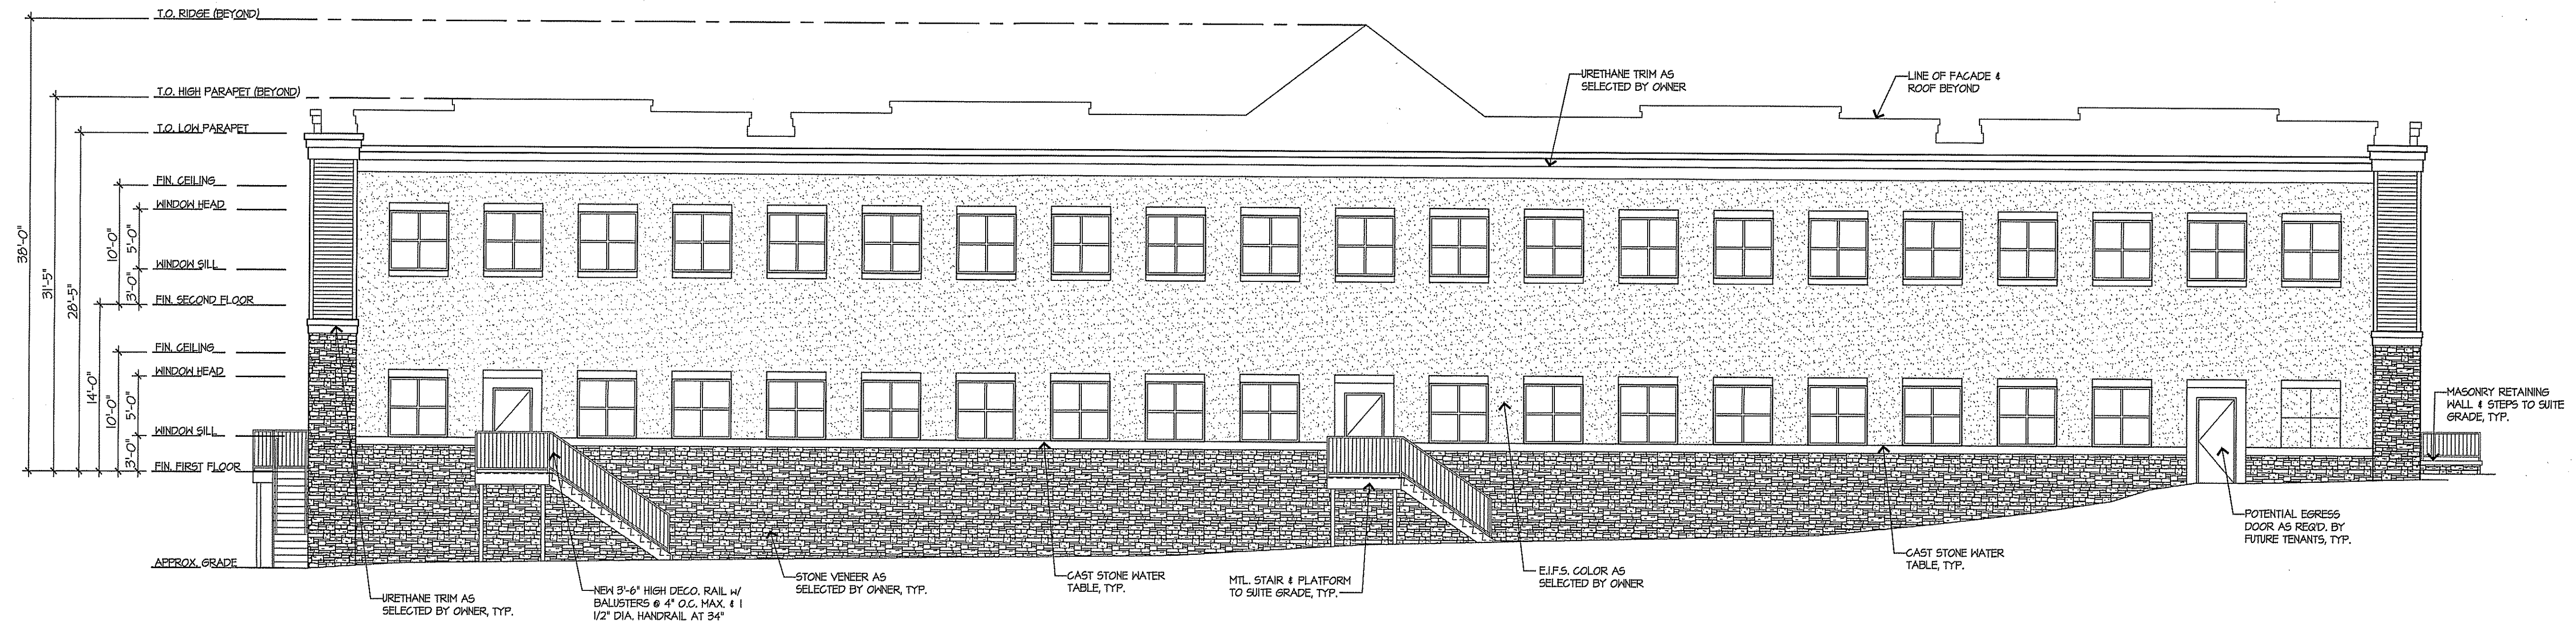 T.O. RIDGE (BEYOND)
T.O. HIGH PARAPET (BEYOND)
T.O. LOW PARAPET
FIN. CEILING
WINDOW HEAD
WINDOW SILL
FIN. SECOND FLOOR
FIN. CEILING
WINDOW HEAD
WINDOW SILL
FIN. FIRST FLOOR
APPROX. GRADE
38'-0"
31'-5"
28'-5"
14'-0"
10'-0"
5'-0"
3'-0"
10'-0"
5'-0"
3'-0"
URETHANE TRIM AS
SELECTED BY OWNER
LINE OF FACADE &
ROOF BEYOND
MASONRY RETAINING
WALL & STEPS TO SUITE
GRADE, TYP.
URETHANE TRIM AS
SELECTED BY OWNER, TYP.
NEW 3'-6" HIGH DECO. RAIL W/
BALUSTERS @ 4" O.C. MAX. & 1
1/2" DIA. HANDRAIL AT 34"
STONE VENEER AS
SELECTED BY OWNER, TYP.
CAST STONE WATER
TABLE, TYP.
MTL. STAIR & PLATFORM
TO SUITE GRADE, TYP.
E.I.F.S. COLOR AS
SELECTED BY OWNER
CAST STONE WATER
TABLE, TYP.
POTENTIAL EGRESS
DOOR AS REQ'D. BY
FUTURE TENANTS, TYP.